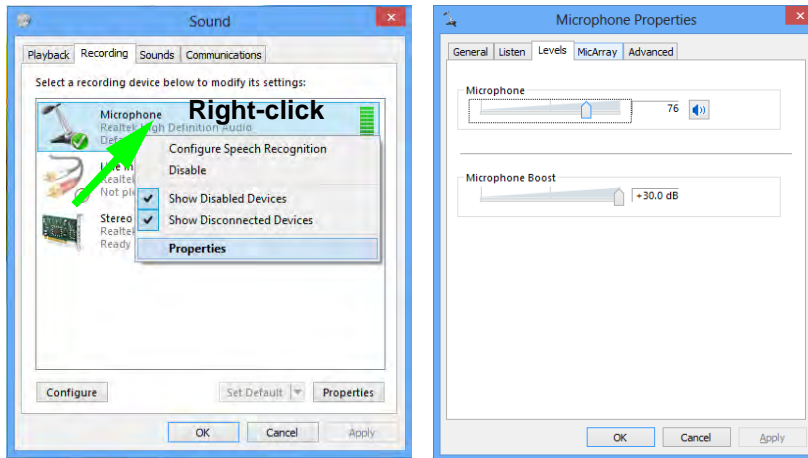 Sound
Playback Recording Sounds Communications
Select a recording device below to modify its settings:
Microphone
Right-click
Realtek High Definition Audio
Configure Speech Recognition
Disable
Not
Show Disabled Devices
Show Disconnected Devices
Stereo
Ready
Properties
Configure
Set Default
Properties
OK
Cancel
Apply
Microphone Properties
General Listen Levels MicArray Advanced
Microphone
76
Microphone Boost
+30.0 dB
OK
Cancel
Apply